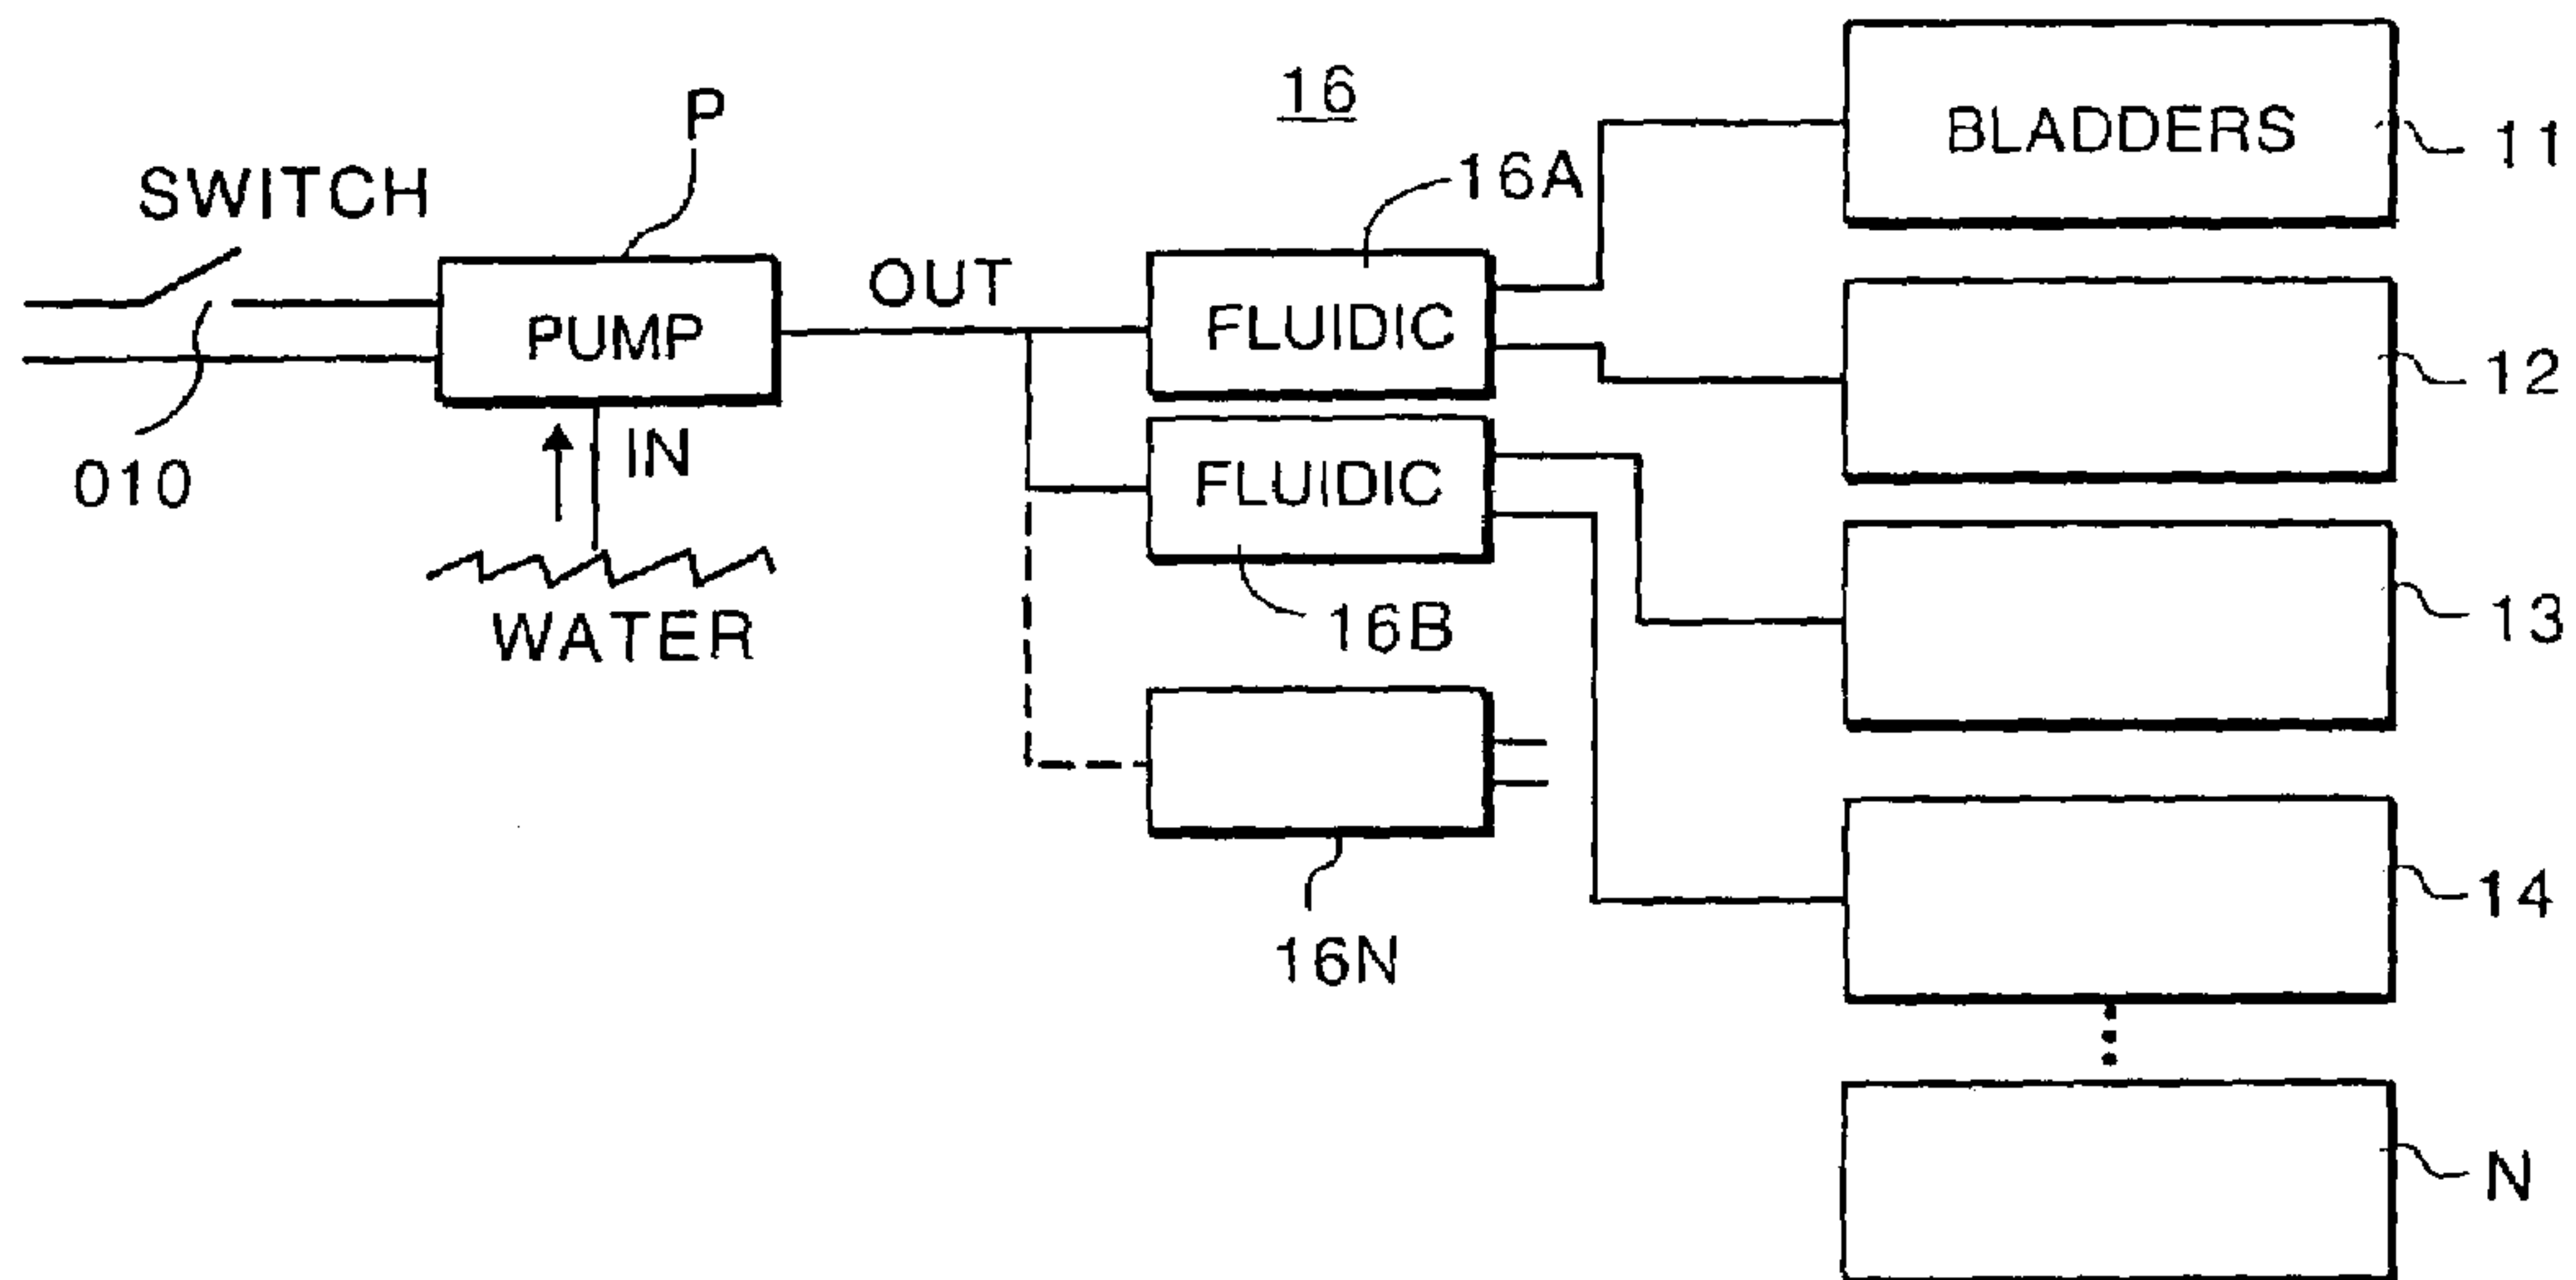 SWITCH
P
PUMP
010
IN
WATER
OUT
16
16A
FLUIDIC
FLUIDIC
16B
16N
BLADDERS
11
12
13
14
N